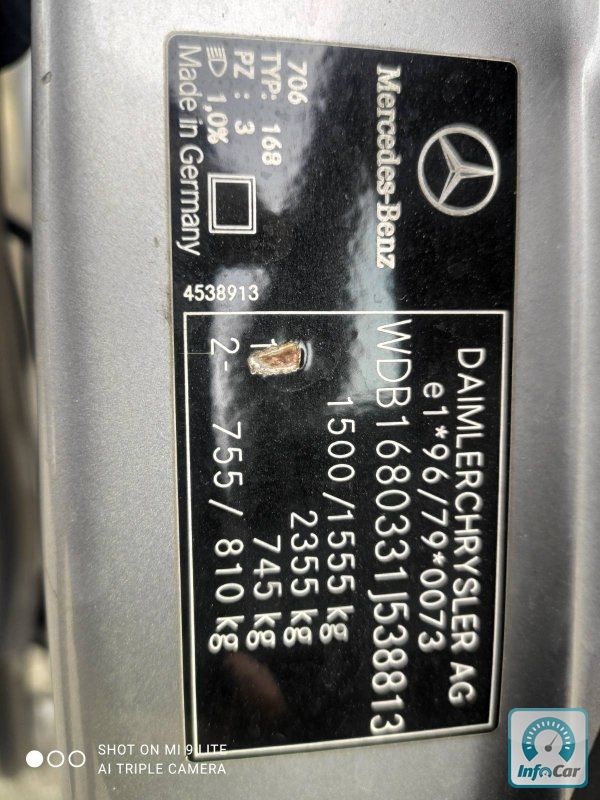 Mercedes-Benz
706
TYP: 168
PZ : 3
1,0%
Made in Germany
4538913
DAIMLERCHRYSLER AG
e1*96/79*0073
WDB1680331J538813
1500 /1555 kg
2355 kg
745 kg
2- 755/ 810 kg
SHOT ON MI 9 LITE
AI TRIPLE CAMERA
InfoCar